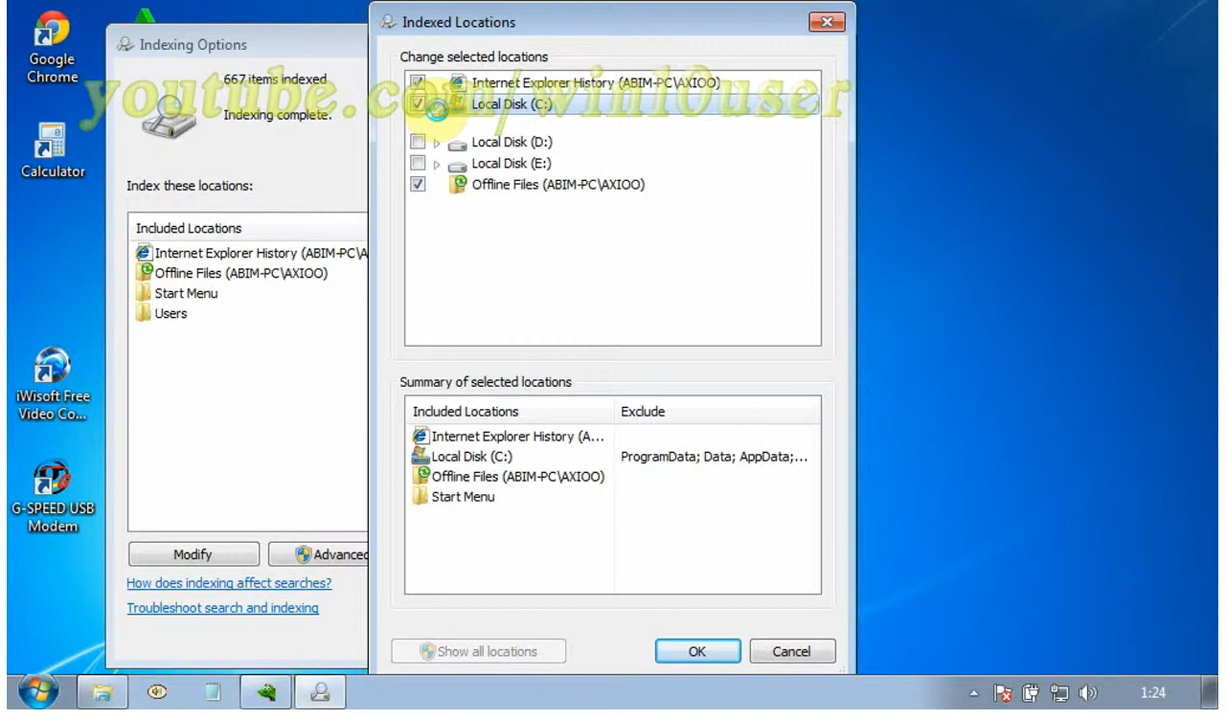 Google
Chrome
Calculator
iWisoft Free
Video Co...
G-SPEED USB
Modem
Indexing Options
667 items indexed
Indexing complete.
Index these locations:
Included Locations
Internet Explorer History (ABIM-PC\A
Offline Files (ABIM-PC\AXIOO)
Start Menu
Users
Modify
Advanced
How does indexing affect searches?
Troubleshoot search and indexing
Indexed Locations
Change selected locations
Internet Explorer History (ABIM-PC\AXIOO)
Local Disk (C:)
Local Disk (D:)
Local Disk (E:)
Offline Files (ABIM-PC\AXIOO)
youtube.com/win10user
Summary of selected locations
Included Locations Exclude
Internet Explorer History (A...
Local Disk (C:) ProgramData; Data; AppData;...
Offline Files (ABIM-PC\AXIOO)
Start Menu
Show all locations
OK
Cancel
1:24